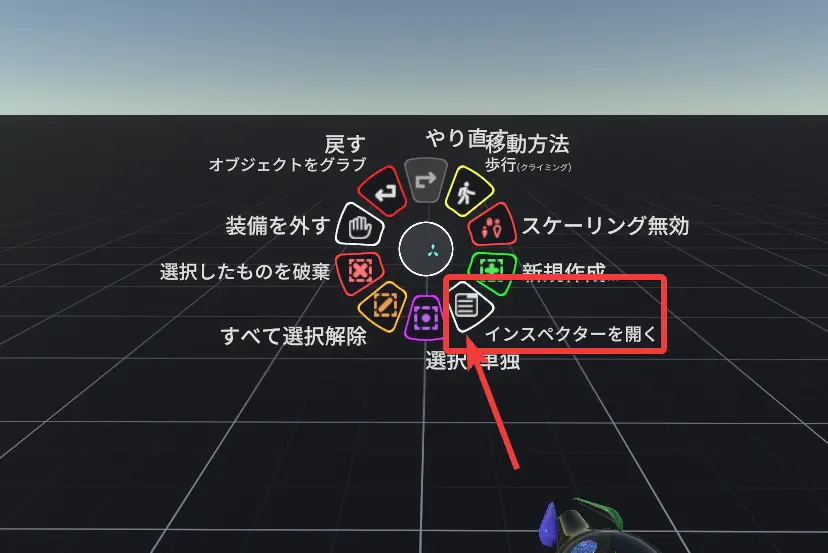 やり直す
戻す
移動方法
オブジェクトをグラブ
歩行(クライミング)
装備を外す
スケーリング無効
選択したものを破棄
新規作成...
すべて選択解除
インスペクターを開く
選択 単独